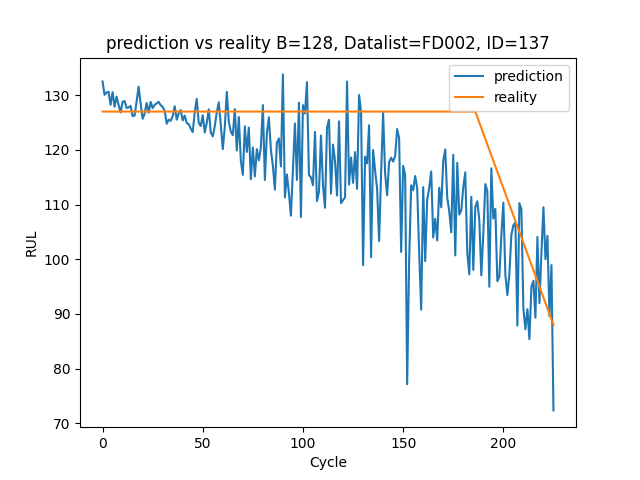 prediction vs reality B=128, Datalist=FD002, ID=137
prediction
reality
130
120
110
100
90
80
70
RUL
0
50
100
150
200
Cycle